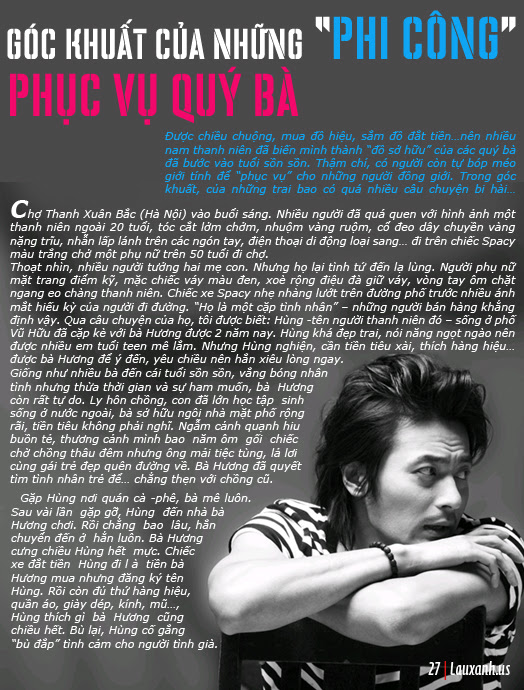 GÓC KHUẤT CỦA NHỮNG “PHI CÔNG”
PHỤC VỤ QUÝ BÀ
Được chiều chuộng, mua đồ hiệu, sắm đồ đắt tiền...nên nhiều
nam thanh niên đã biến mình thành “đồ sở hữu” của các quý bà
đã bước vào tuổi sồn sồn. Thậm chí, có người còn tự bóp méo
giới tính để “phục vụ” cho những người đồng giới. Trong góc
khuất, của những trai bao có quá nhiều câu chuyện bi hài...
Chợ Thanh Xuân Bắc (Hà Nội) vào buổi sáng. Nhiều người đã quá quen với hình ảnh một
thanh niên ngoài 20 tuổi, tóc cắt lởm chởm, nhuộm vàng ruộm, cổ đeo dây chuyền vàng
nặng trĩu, nhẫn lấp lánh trên các ngón tay, điện thoại di động loại sang... đi trên chiếc Spacy
màu trắng chở một phụ nữ trên 50 tuổi đi chợ.
Thoạt nhìn, nhiều người tưởng hai mẹ con. Nhưng họ lại tình tứ đến lạ lùng. Người phụ nữ
mặt trang điểm kỹ, mặc chiếc váy màu đen, xoè rộng điệu đà giữ váy, vòng tay ôm chặt
ngang eo chàng thanh niên. Chiếc xe Spacy nhẹ nhàng lướt trên đường phố trước nhiều ánh
mắt hiếu kỳ của người đi đường. “Họ là một cặp tình nhân” – những người bán hàng khẳng
định vậy. Qua câu chuyện của họ, tôi được biết: Hùng -tên người thanh niên đó – sống ở phố
Vũ Hữu đã cặp kè với bà Hương được 2 năm nay. Hùng khá đẹp trai, nói năng ngọt ngào nên
được nhiều em tuổi teen mê lắm. Nhưng Hùng nghiện, cần tiền tiêu xài, thích hàng hiệu...
được bà Hương để ý đến, yêu chiều nên hắn xiêu lòng ngay.
Giống như nhiều bà đến cái tuổi sồn sồn, vắng bóng nhân
tình nhưng thừa thời gian và sự ham muốn, bà Hương
còn rất tự do. Ly hôn chồng, con đã lớn học tập sinh
sống ở nước ngoài, bà sở hữu ngôi nhà mặt phố rộng
rãi, tiền tiêu không phải nghĩ. Ngẫm cảnh quạnh hiu
buồn tẻ, thương cảnh mình bao năm ôm gối chiếc
chờ chồng thâu đêm nhưng ông mải tiệc tùng, lả lơi
cùng gái trẻ đẹp quên đường về. Bà Hương đã quyết
tìm tình nhân trẻ để... chẳng thẹn với chồng cũ.
Gặp Hùng nơi quán cà -phê, bà mê luôn.
Sau vài lần gặp gỡ, Hùng đến nhà bà
Hương chơi. Rồi chẳng bao lâu, hắn
chuyển đến ở hẳn luôn. Bà Hương
cưng chiều Hùng hết mực. Chiếc
xe đắt tiền Hùng đi l à tiền bà
Hương mua nhưng đăng ký tên
Hùng. Rồi còn đủ thứ hàng hiệu,
quần áo, giày dép, kính, mũ...,
Hùng thích gì bà Hương cũng
chiều hết. Bù lại, Hùng cố gắng
“bù đắp” tình cảm cho người tình già.
27 | Lauxanh.us